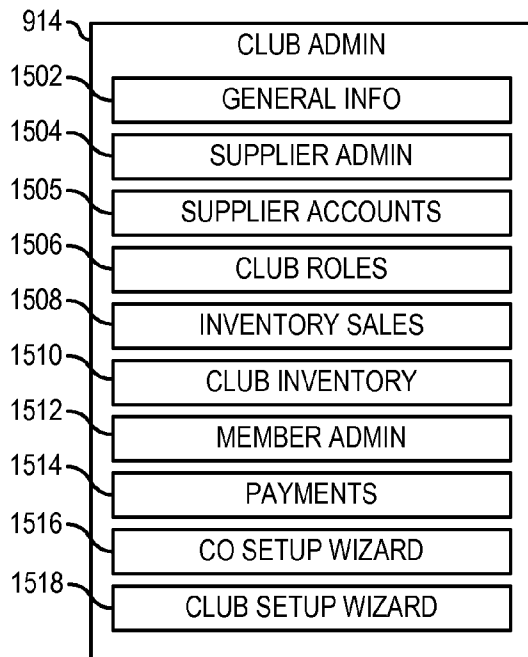 914
CLUB ADMIN
1502
GENERAL INFO
1504
SUPPLIER ADMIN
1505
SUPPLIER ACCOUNTS
1506
CLUB ROLES
1508
INVENTORY SALES
1510
CLUB INVENTORY
1512
MEMBER ADMIN
1514
PAYMENTS
1516
CO SETUP WIZARD
1518
CLUB SETUP WIZARD